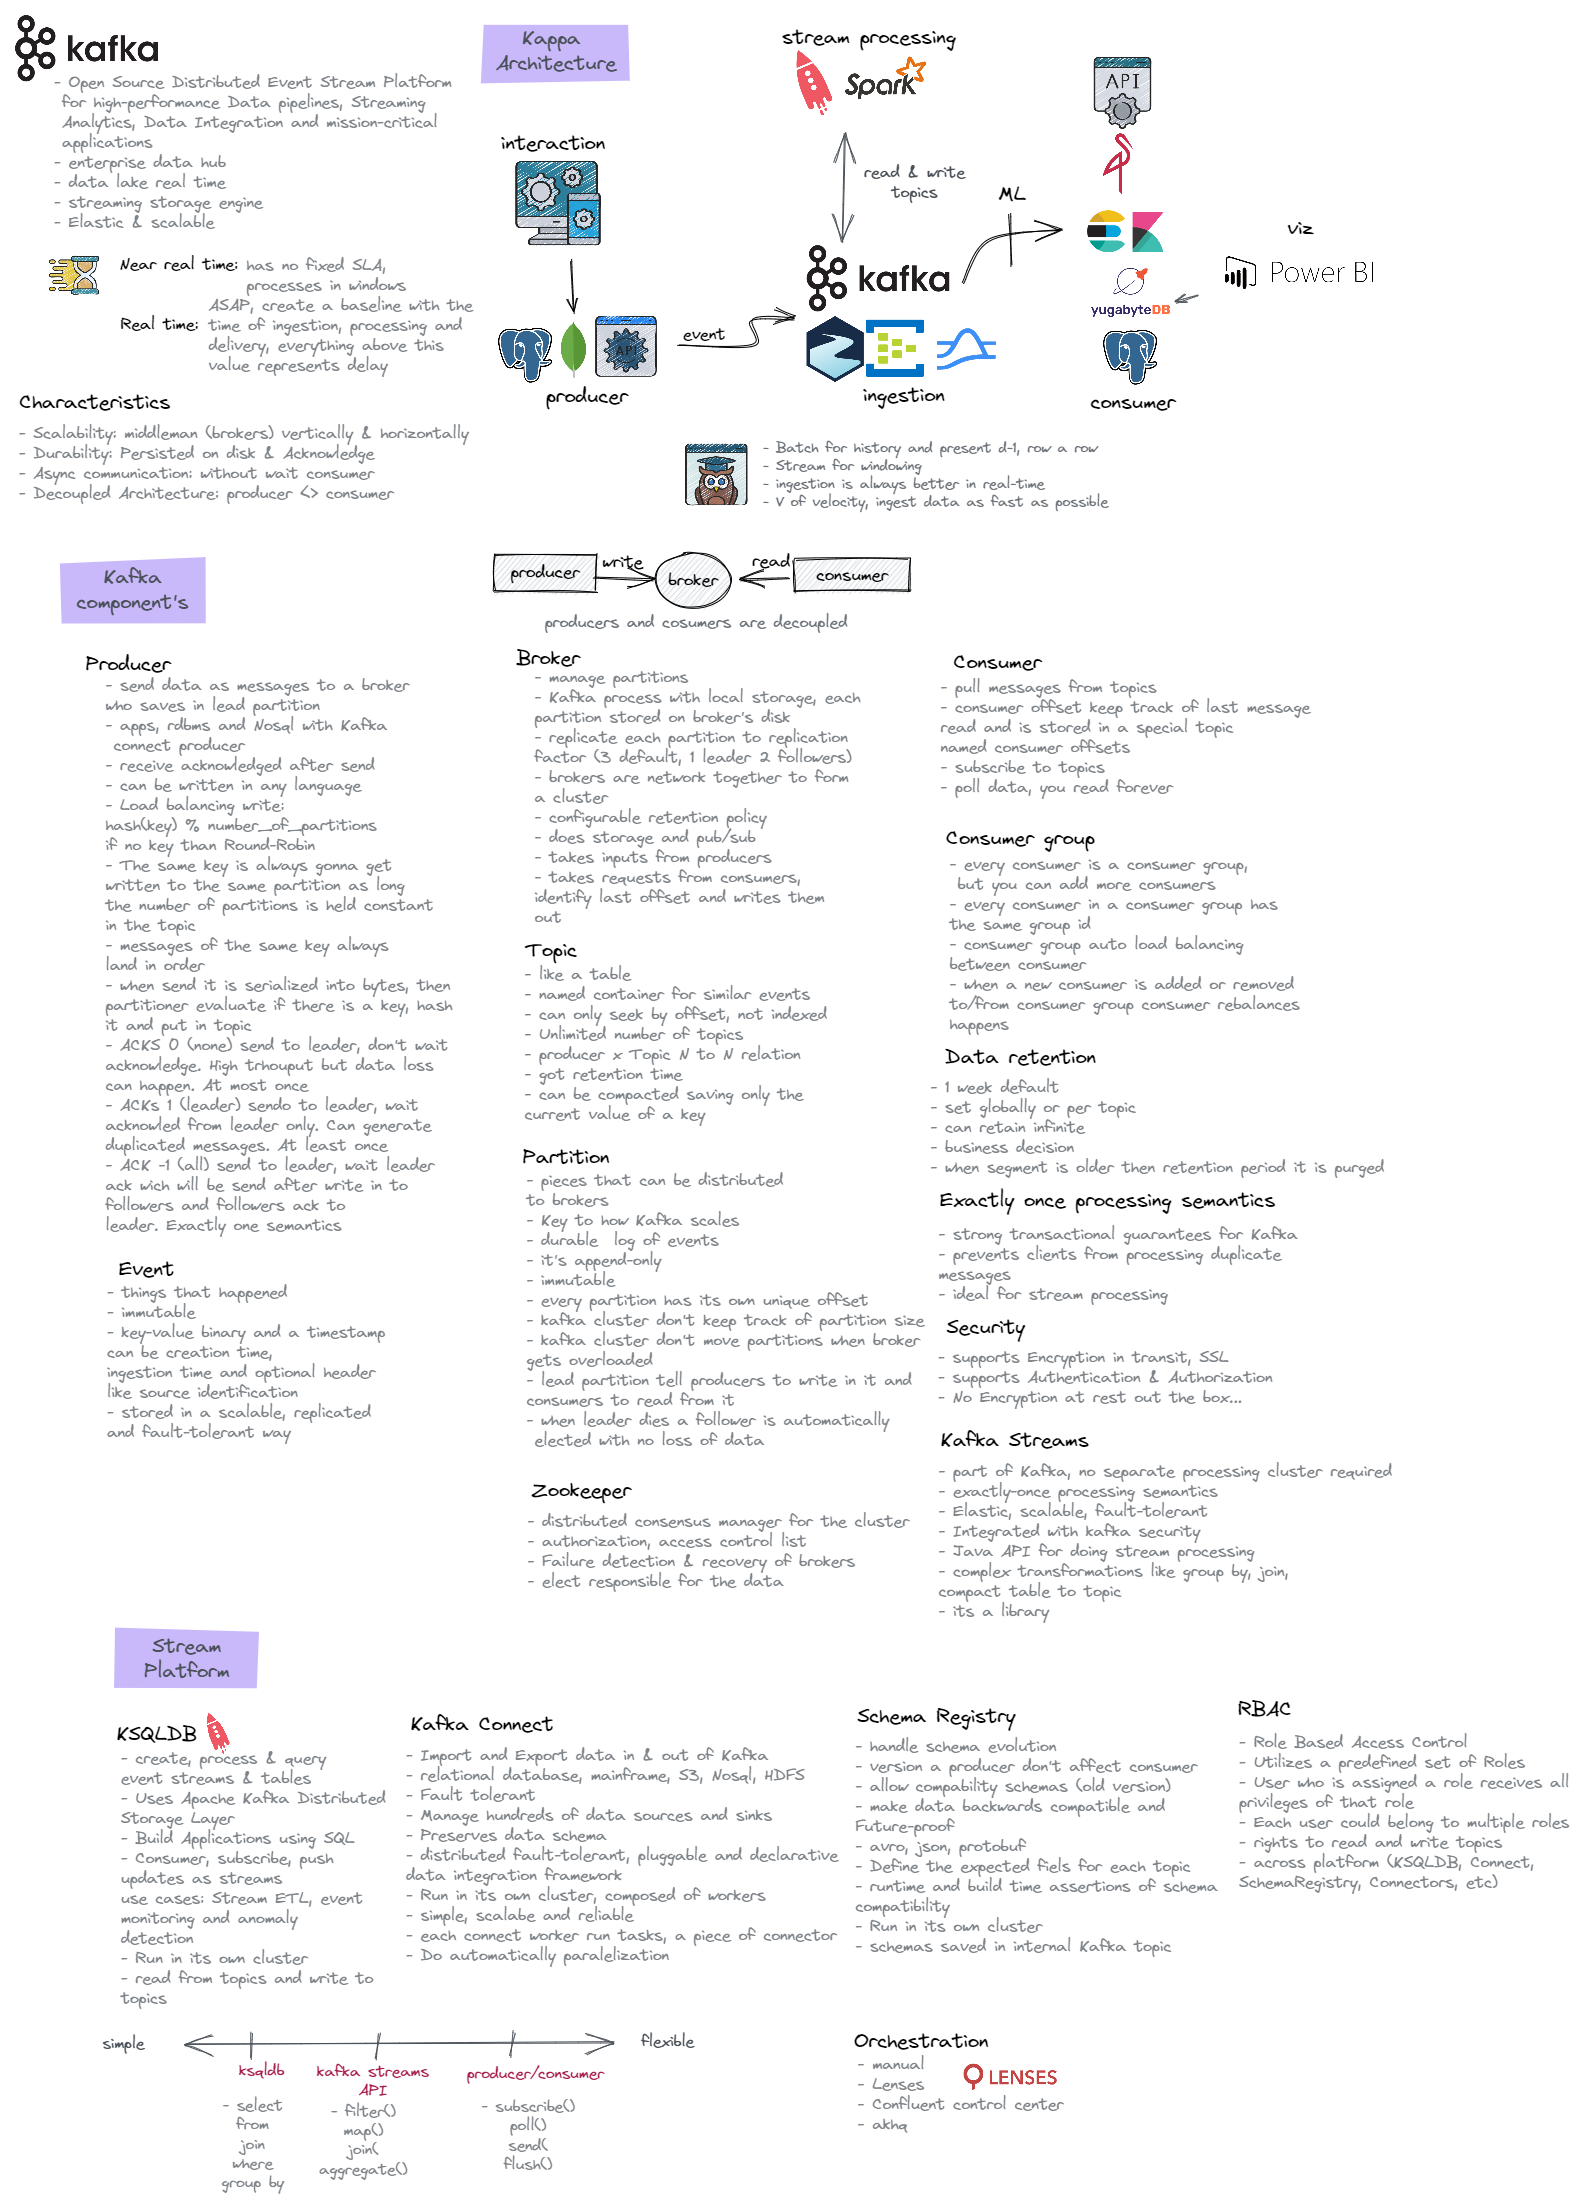 kafka
- Open Source Distributed Event Stream Platform
for high-performance Data pipelines, Streaming
Analytics, Data Integration and mission-critical
applications
- enterprise data hub
- data lake real time
- streaming storage engine
- Elastic & scalable
Near real time: has no fixed SLA,
processes in windows
ASAP, create a baseline with the
Real time: time of ingestion, processing and
delivery, everything above this
value represents delay
Characteristics
- Scalability: middleman (brokers) vertically & horizontally
- Durability: Persisted on disk & Acknowledge
- Async communication: without wait consumer
- Decoupled Architecture: producer <> consumer
Kappa
Architecture
interaction
API
producer
event
stream processing
Spark
read & write
topics
kafka
ingestion
ML
API
yugabyteDB
consumer
viz
Power BI
- Batch for history and present d-1, row a row
- Stream for windowing
- ingestion is always better in real-time
- V of velocity, ingest data as fast as possible
Kafka
component's
producer
write
broker
read
consumer
producers and cosumers are decoupled
Producer
- send data as messages to a broker
who saves in lead partition
- apps, rdbms and Nosql with Kafka
connect producer
- receive acknowledged after send
- can be written in any language
- Load balancing write:
hash(key) % number_of_partitions
if no key than Round-Robin
- The same key is always gonna get
written to the same partition as long
the number of partitions is held constant
in the topic
- messages of the same key always
land in order
- when send it is serialized into bytes, then
partitioner evaluate if there is a key, hash
it and put in topic
- ACKS 0 (none) send to leader, don't wait
acknowledge. High trhouput but data loss
can happen. At most once
- ACKs 1 (leader) sendo to leader, wait
acknowled from leader only. Can generate
duplicated messages. At least once
- ACK -1 (all) send to leader, wait leader
ack wich will be send after write in to
followers and followers ack to
leader. Exactly one semantics
Event
- things that happened
- immutable
- key-value binary and a timestamp
can be creation time,
ingestion time and optional header
like source identification
- stored in a scalable, replicated
and fault-tolerant way
Broker
- manage partitions
- Kafka process with local storage, each
partition stored on broker's disk
- replicate each partition to replication
factor (3 default, 1 leader 2 followers)
- brokers are network together to form
a cluster
- configurable retention policy
- does storage and pub/sub
- takes inputs from producers
- takes requests from consumers,
identify last offset and writes them
out
Topic
- like a table
- named container for similar events
- can only seek by offset, not indexed
- Unlimited number of topics
- producer x Topic N to N relation
- got retention time
- can be compacted saving only the
current value of a key
Partition
- pieces that can be distributed
to brokers
- Key to how Kafka scales
- durable log of events
- it's append-only
- immutable
- every partition has its own unique offset
- kafka cluster don't keep track of partition size
- kafka cluster don't move partitions when broker
gets overloaded
- lead partition tell producers to write in it and
consumers to read from it
- when leader dies a follower is automatically
elected with no loss of data
Zookeeper
- distributed consensus manager for the cluster
- authorization, access control list
- Failure detection & recovery of brokers
- elect responsible for the data
Consumer
- pull messages from topics
- consumer offset keep track of last message
read and is stored in a special topic
named consumer offsets
- subscribe to topics
- poll data, you read forever
Consumer group
- every consumer is a consumer group,
but you can add more consumers
- every consumer in a consumer group has
the same group id
- consumer group auto load balancing
between consumer
- when a new consumer is added or removed
to/from consumer group consumer rebalances
happens
Data retention
- 1 week default
- set globally or per topic
- can retain infinite
- business decision
- when segment is older then retention period it is purged
Exactly once processing semantics
- strong transactional guarantees for Kafka
- prevents clients from processing duplicate
messages
- ideal for stream processing
Security
- supports Encryption in transit, SSL
- supports Authentication & Authorization
- No Encryption at rest out the box...
Kafka Streams
- part of Kafka, no separate processing cluster required
- exactly-once processing semantics
- Elastic, scalable, fault-tolerant
- Integrated with kafka security
- Java API for doing stream processing
- complex transformations like group by, join,
compact table to topic
- its a library
Stream
Platform
KSQLDB
- create, process & query
event streams & tables
- Uses Apache Kafka Distributed
Storage Layer
- Build Applications using SQL
- Consumer, subscribe, push
updates as streams
use cases: Stream ETL, event
monitoring and anomaly
detection
- Run in its own cluster
- read from topics and write to
topics
Kafka Connect
- Import and Export data in & out of Kafka
- relational database, mainframe, S3, Nosql, HDFS
- Fault tolerant
- Manage hundreds of data sources and sinks
- Preserves data schema
- distributed fault-tolerant, pluggable and declarative
data integration framework
- Run in its own cluster, composed of workers
- simple, scalabe and reliable
- each connect worker run tasks, a piece of connector
- Do automatically paralelization
Schema Registry
- handle schema evolution
- version a producer don't affect consumer
- allow compability schemas (old version)
- make data backwards compatible and
Future-proof
- avro, json, protobuf
- Define the expected fiels for each topic
- runtime and build time assertions of schema
compatibility
- Run in its own cluster
- schemas saved in internal Kafka topic
RBAC
- Role Based Access Control
- Utilizes a predefined set of Roles
- User who is assigned a role receives all
privileges of that role
- Each user could belong to multiple roles
- rights to read and write topics
- across platform (KSQLDB, Connect,
SchemaRegistry, Connectors, etc)
simple
flexible
ksqldb
- select
from
join
where
group by
kafka streams
API
- filter()
map()
join(
aggregate()
producer/consumer
- subscribe()
poll()
send(
flush()
Orchestration
- manual
- Lenses
LENSES
- Confluent control center
- akhq